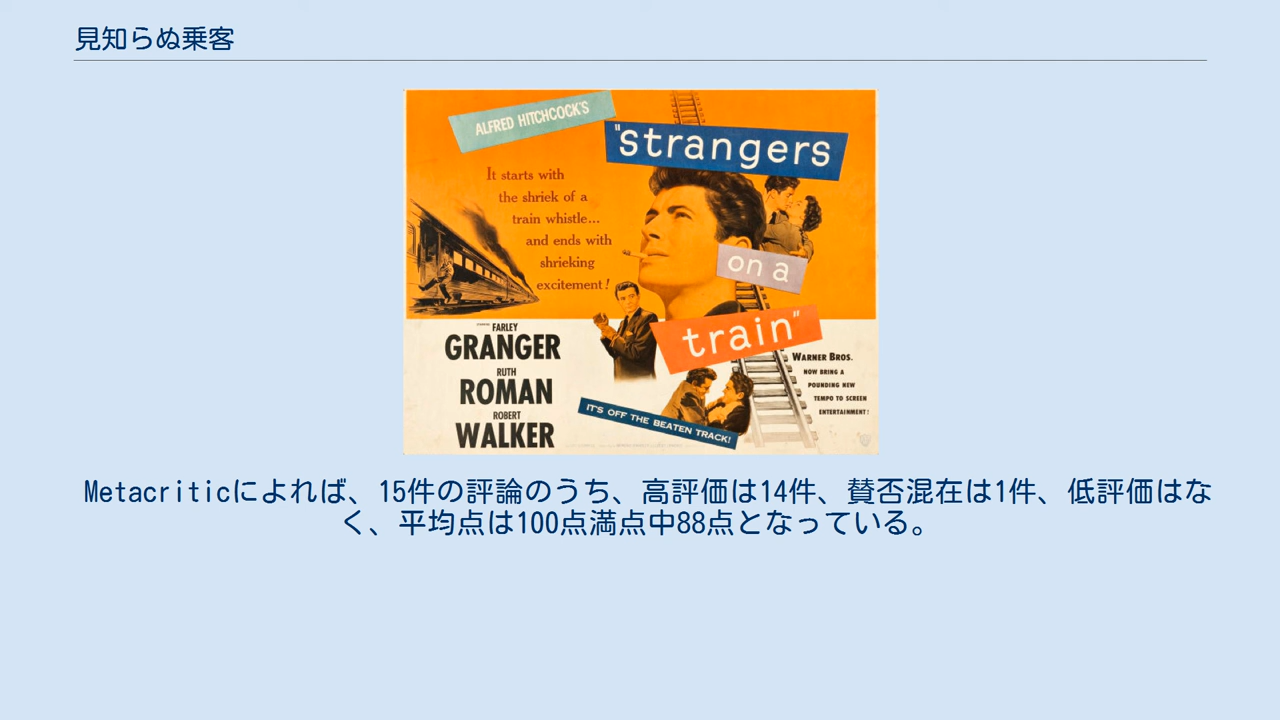 見知らぬ乗客
ALFRED HITCHCOCK'S
"strangers
on a
train"
It starts with
the shriek of a
train whistle...
and ends with
shrieking
excitement!
FARLEY
GRANGER
RUTH
ROMAN
ROBERT
WALKER
IT'S OFF THE BEATEN TRACK!
WARNER BROS.
NOW BRING A
POUNDING NEW
TEMPO TO SCREEN
ENTERTAINMENT!
Metacriticによれば、15件の評論のうち、高評価は14件、賛否混在は1件、低評価はな
く、平均点は100点満点中88点となっている。